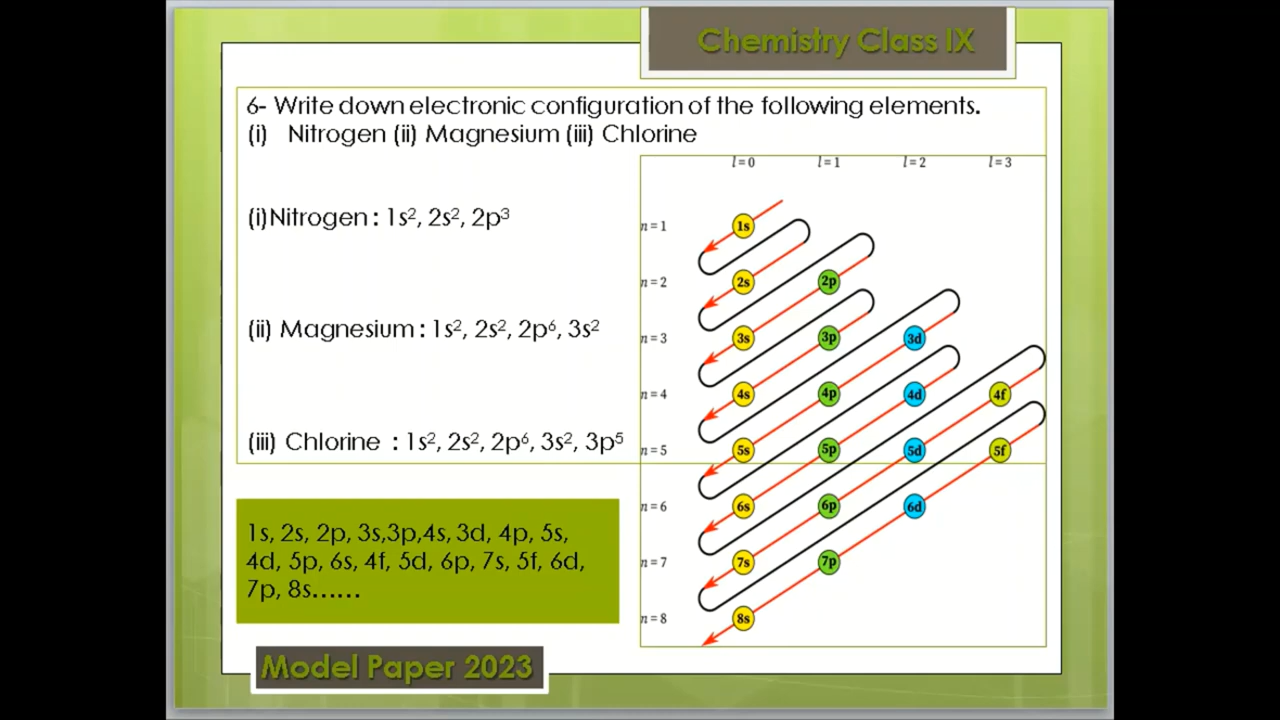 Chemistry Class IX
6- Write down electronic configuration of the following elements.
(i) Nitrogen (ii) Magnesium (iii) Chlorine
(i)Nitrogen : 1s², 2s², 2p³
(ii) Magnesium : 1s², 2s², 2p⁶, 3s²
(iii) Chlorine : 1s², 2s², 2p⁶, 3s², 3p⁵
1s, 2s, 2p, 3s,3p,4s, 3d, 4p, 5s,
4d, 5p, 6s, 4f, 5d, 6p, 7s, 5f, 6d,
7p, 8s......
l = 0 l = 1 l = 2 l = 3
n = 1 1s
n = 2 2s 2p
n = 3 3s 3p 3d
n = 4 4s 4p 4d 4f
n = 5 5s 5p 5d 5f
n = 6 6s 6p 6d
n = 7 7s 7p
n = 8 8s
Model Paper 2023